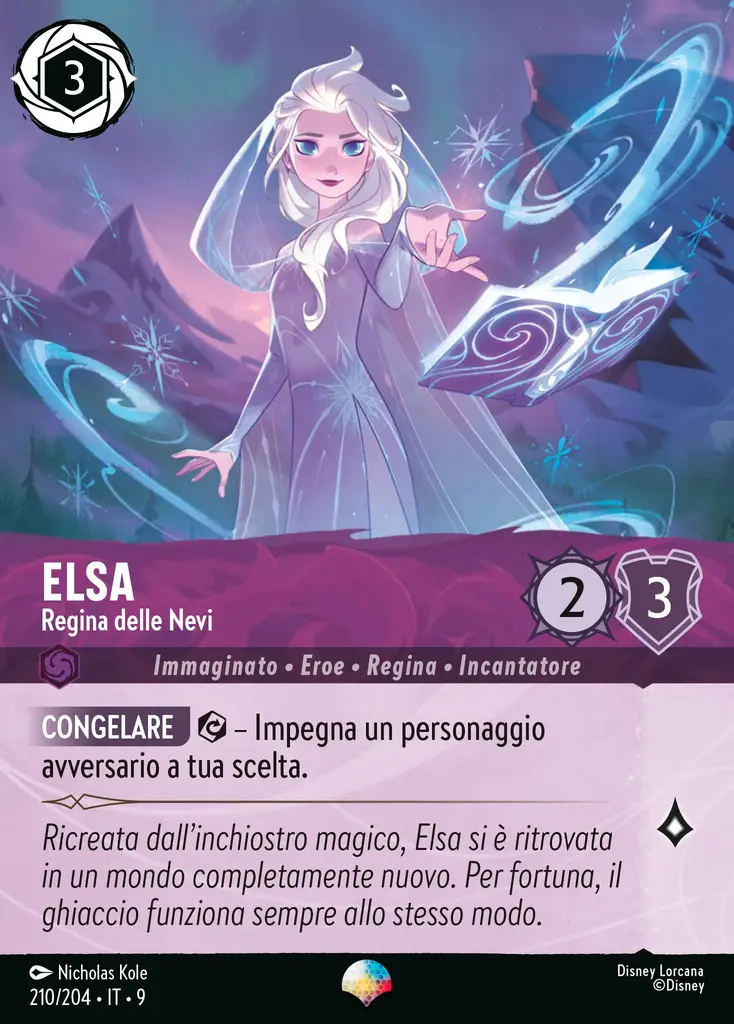 3
ELSA
Regina delle Nevi
2
3
Immaginato • Eroe • Regina • Incantatore
CONGELARE – Impegna un personaggio
avversario a tua scelta.
Ricreata dall'inchiostro magico, Elsa si è ritrovata
in un mondo completamente nuovo. Per fortuna, il
ghiaccio funziona sempre allo stesso modo.
Nicholas Kole
210/204 • IT • 9
Disney Lorcana
©Disney